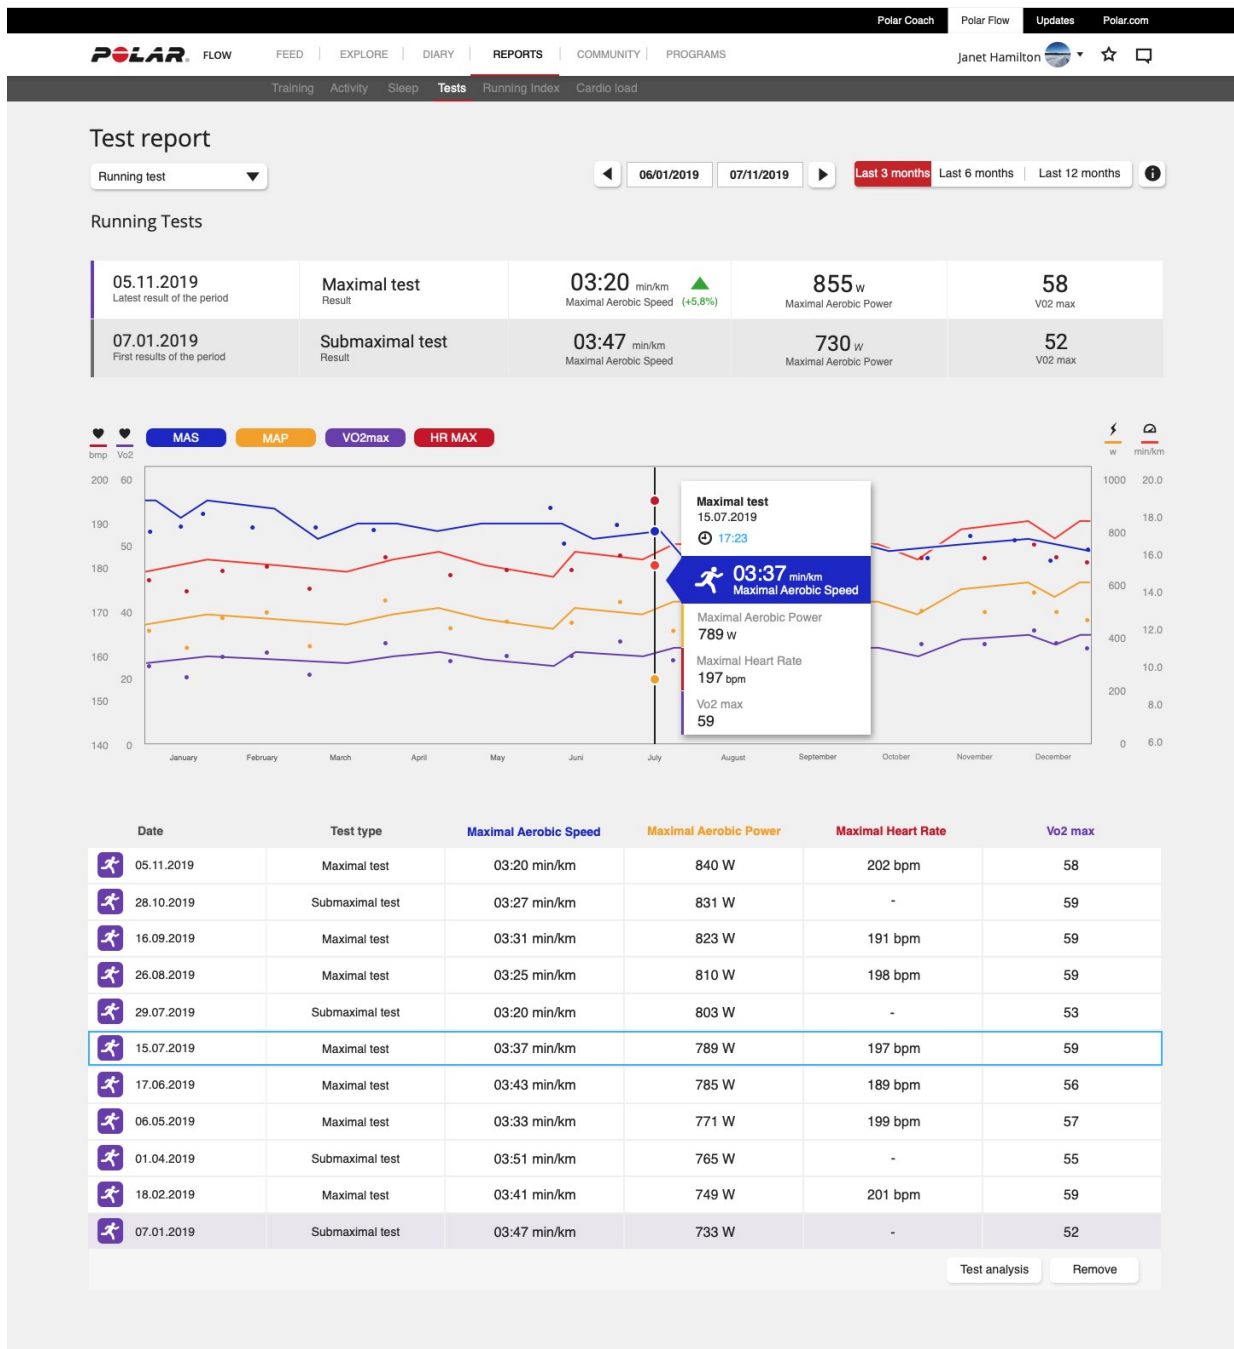 Polar Coach Polar Flow Updates Polar.com
POLAR. FLOW FEED EXPLORE DIARY REPORTS COMMUNITY PROGRAMS Janet Hamilton
Training Activity Sleep Tests Running Index Cardio load
Test report
Running test 06/01/2019 07/11/2019 Last 3 months Last 6 months Last 12 months
Running Tests
05.11.2019 Maximal test 03:20 min/km 855 w 58
Latest result of the period Result Maximal Aerobic Speed (+5,8%) Maximal Aerobic Power V02 max
07.01.2019 Submaximal test 03:47 min/km 730 w 52
First results of the period Result Maximal Aerobic Speed Maximal Aerobic Power V02 max
MAS MAP VO2max HR MAX
bmp Vo2 w min/km
200 60 1000 20.0
Maximal test
15.07.2019
190 18.0
800
17:23
50
16.0
180
03:37 min/km
Maximal Aerobic Speed
600
14.0
170 40
Maximal Aerobic Power
789 w
12.0
400
160
Maximal Heart Rate
197 bpm
10.0
20
200
150
Vo2 max
59
8.0
140 0 0 6.0
January February March April May Juni July August September October November December
Date Test type Maximal Aerobic Speed Maximal Aerobic Power Maximal Heart Rate Vo2 max
05.11.2019 Maximal test 03:20 min/km 840 W 202 bpm 58
28.10.2019 Submaximal test 03:27 min/km 831 W - 59
16.09.2019 Maximal test 03:31 min/km 823 W 191 bpm 59
26.08.2019 Maximal test 03:25 min/km 810 W 198 bpm 59
29.07.2019 Submaximal test 03:20 min/km 803 W - 53
15.07.2019 Maximal test 03:37 min/km 789 W 197 bpm 59
17.06.2019 Maximal test 03:43 min/km 785 W 189 bpm 56
06.05.2019 Maximal test 03:33 min/km 771 W 199 bpm 57
01.04.2019 Submaximal test 03:51 min/km 765 W - 55
18.02.2019 Maximal test 03:41 min/km 749 W 201 bpm 59
07.01.2019 Submaximal test 03:47 min/km 733 W - 52
Test analysis Remove